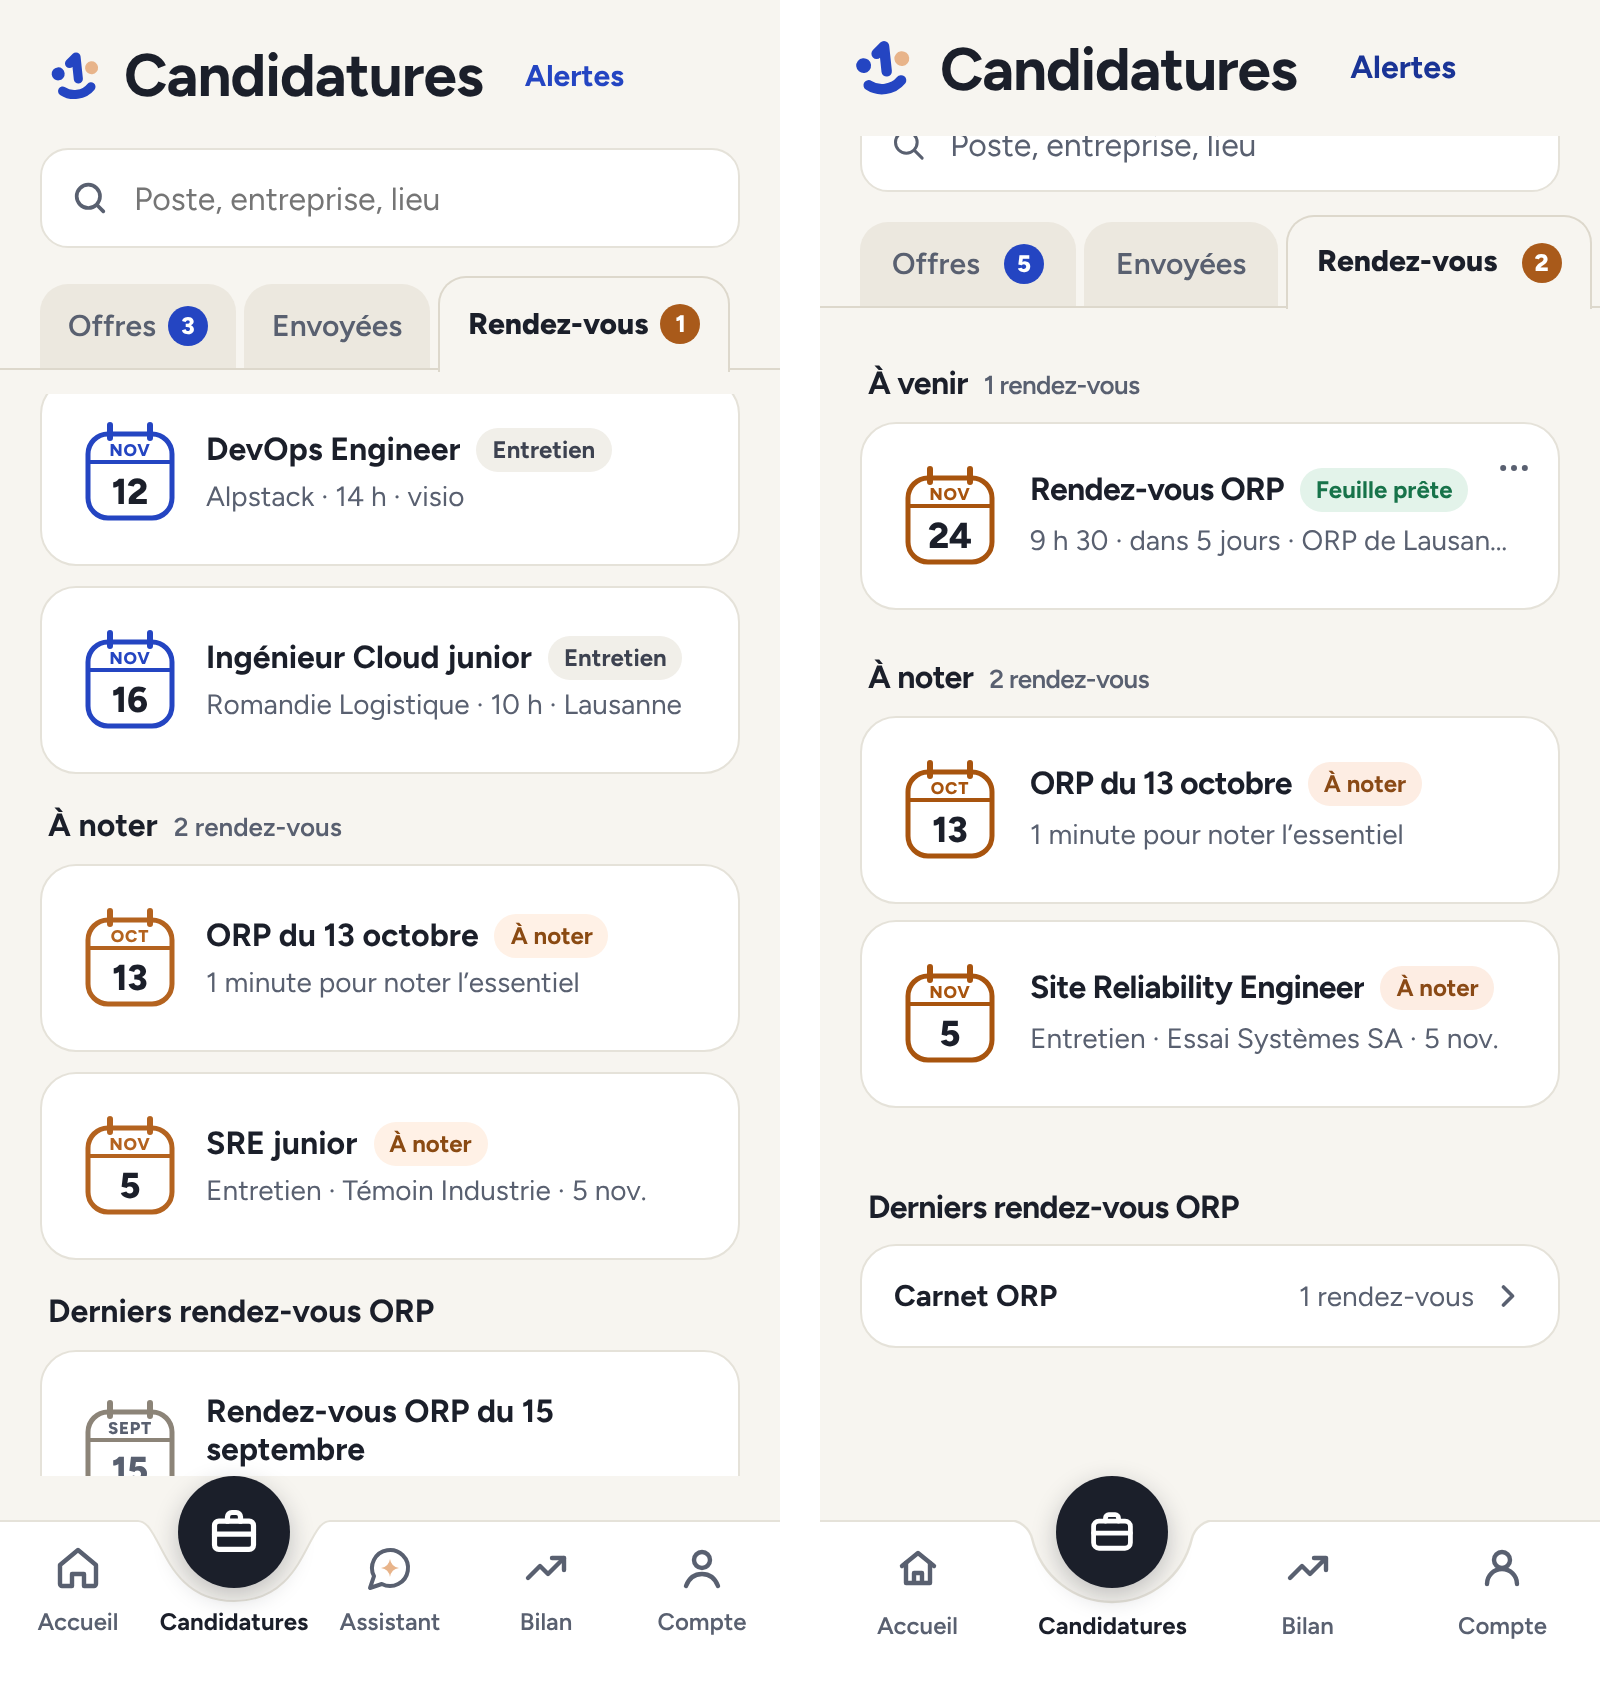 Candidatures Alertes
Poste, entreprise, lieu
Offres 3 Envoyées Rendez-vous 1
NOV
12
DevOps Engineer Entretien
Alpstack · 14 h · visio
NOV
16
Ingénieur Cloud junior Entretien
Romandie Logistique · 10 h · Lausanne
À noter 2 rendez-vous
OCT
13
ORP du 13 octobre À noter
1 minute pour noter l’essentiel
NOV
5
SRE junior À noter
Entretien · Témoin Industrie · 5 nov.
Derniers rendez-vous ORP
SEPT
15
Rendez-vous ORP du 15
septembre
Accueil Candidatures Assistant Bilan Compte
Candidatures Alertes
Poste, entreprise, lieu
Offres 5 Envoyées Rendez-vous 2
À venir 1 rendez-vous
NOV
24
Rendez-vous ORP Feuille prête
9 h 30 · dans 5 jours · ORP de Lausan...
À noter 2 rendez-vous
OCT
13
ORP du 13 octobre À noter
1 minute pour noter l’essentiel
NOV
5
Site Reliability Engineer À noter
Entretien · Essai Systèmes SA · 5 nov.
Derniers rendez-vous ORP
Carnet ORP 1 rendez-vous
Accueil Candidatures Bilan Compte